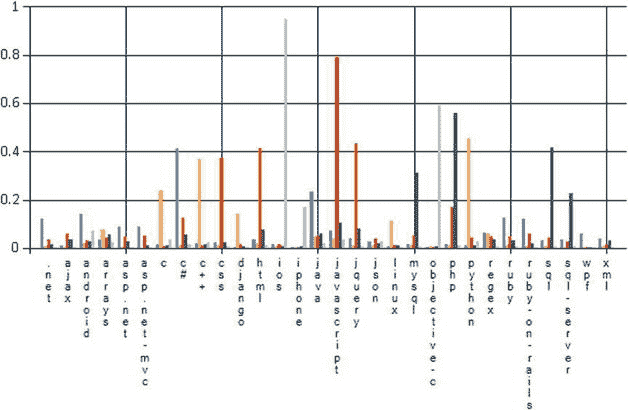 1
0.8
0.6
0.4
0.2
0
.net
ajax
android
arrays
asp.net
asp.net-mvc
c
c#
c++
css
django
html
ios
iphone
java
javascript
jquery
json
linux
mysql
objective-c
php
python
regex
ruby
ruby-on-rails
sql
sql-server
wpf
xml